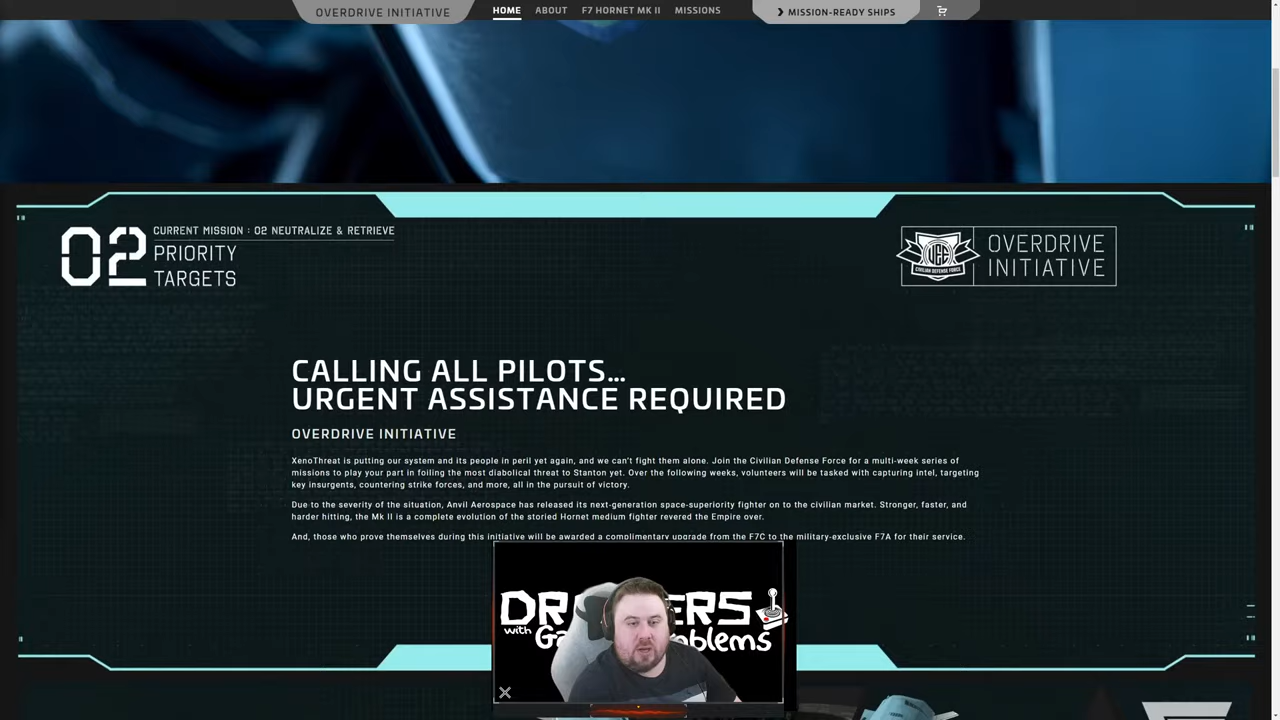 OVERDRIVE INITIATIVE
HOME ABOUT F7 HORNET MK II MISSIONS
MISSION-READY SHIPS
02
CURRENT MISSION : 02 NEUTRALIZE & RETRIEVE
PRIORITY
TARGETS
UEE
CIVILIAN DEFENSE FORCE
OVERDRIVE
INITIATIVE
CALLING ALL PILOTS...
URGENT ASSISTANCE REQUIRED
OVERDRIVE INITIATIVE
XenoThreat is putting our system and its people in peril yet again, and we can't fight them alone. Join the Civilian Defense Force for a multi-week series of
missions to play your part in foiling the most diabolical threat to Stanton yet. Over the following weeks, volunteers will be tasked with capturing intel, targeting
key insurgents, countering strike forces, and more, all in the pursuit of victory.
Due to the severity of the situation, Anvil Aerospace has released its next-generation space-superiority fighter on to the civilian market. Stronger, faster, and
harder hitting, the Mk II is a complete evolution of the storied Hornet medium fighter revered the Empire over.
And, those who prove themselves during this initiative will be awarded a complimentary upgrade from the F7C to the military-exclusive F7A for their service.
with